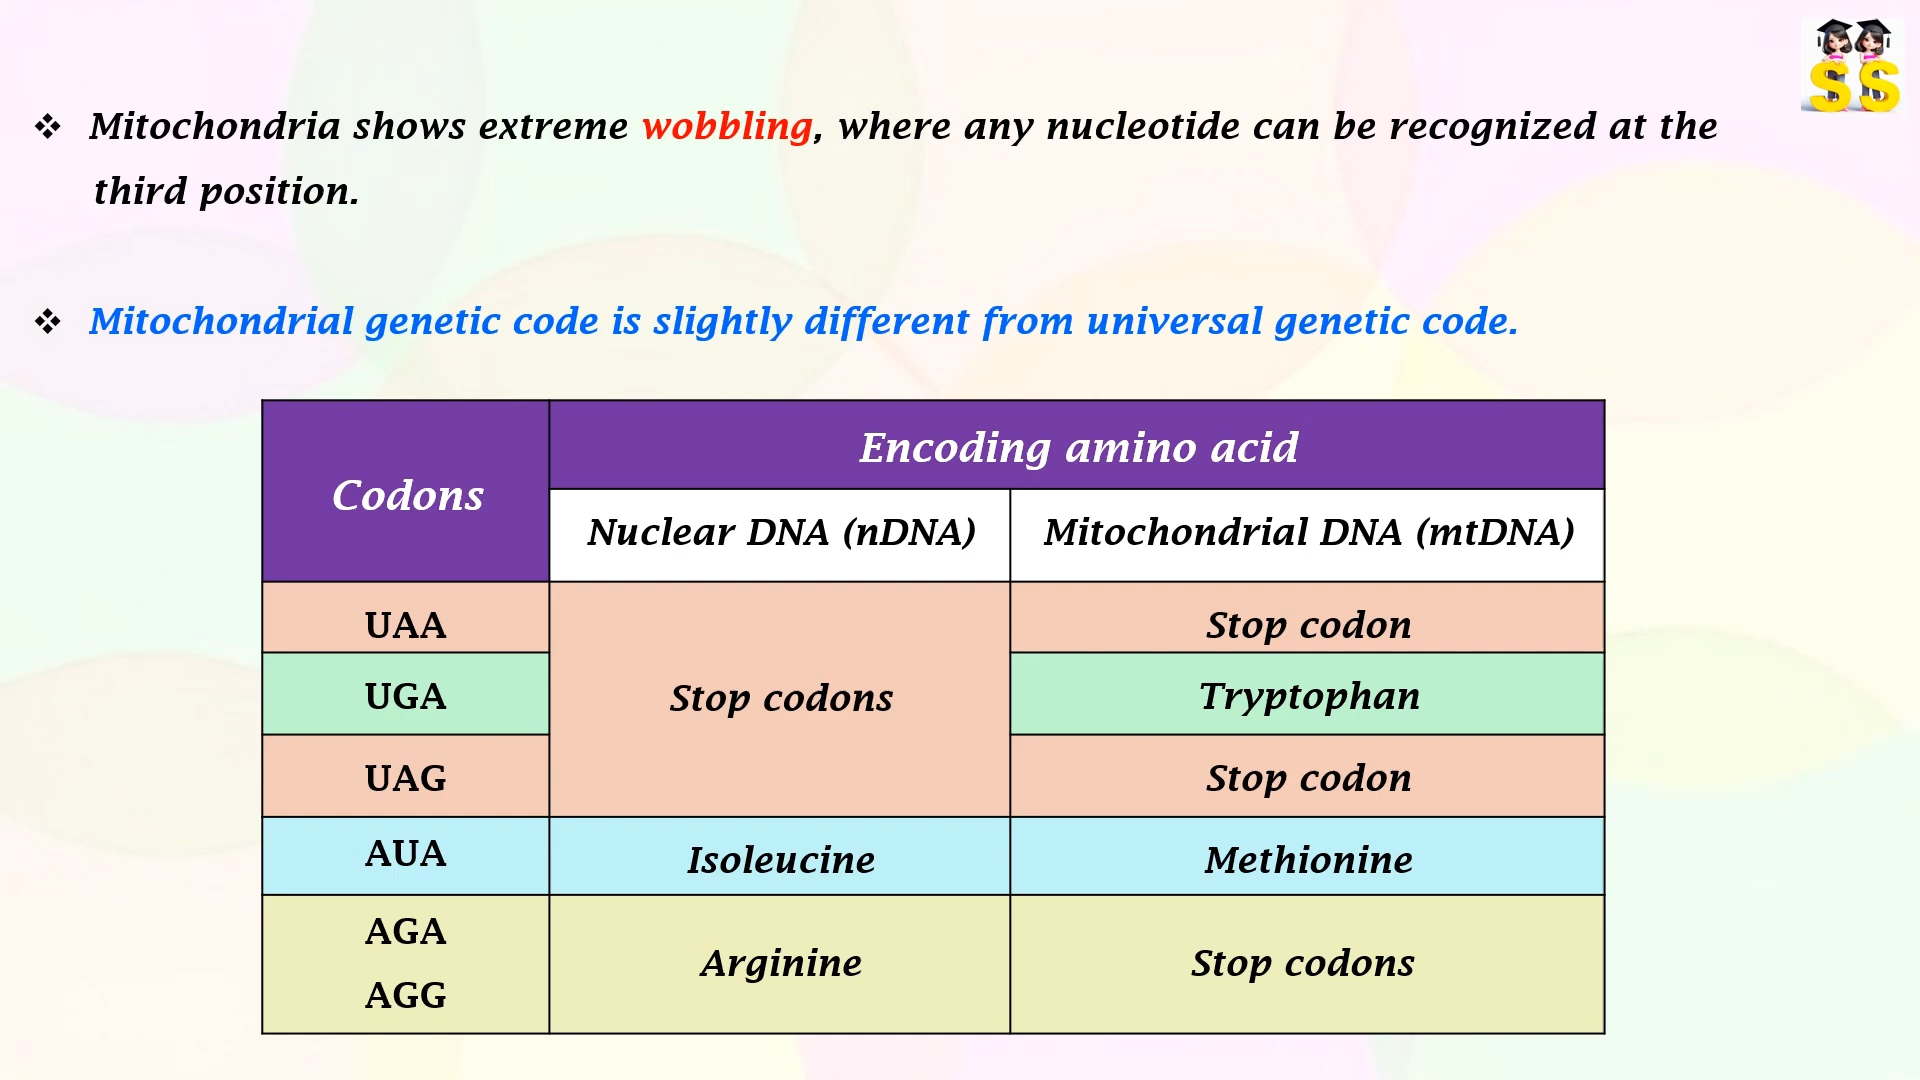 SS
❖ Mitochondria shows extreme wobbling, where any nucleotide can be recognized at the
third position.
❖ Mitochondrial genetic code is slightly different from universal genetic code.
Codons
Encoding amino acid
Nuclear DNA (nDNA) Mitochondrial DNA (mtDNA)
UAA Stop codon
UGA Stop codons Tryptophan
UAG Stop codon
AUA Isoleucine Methionine
AGA
Arginine Stop codons
AGG